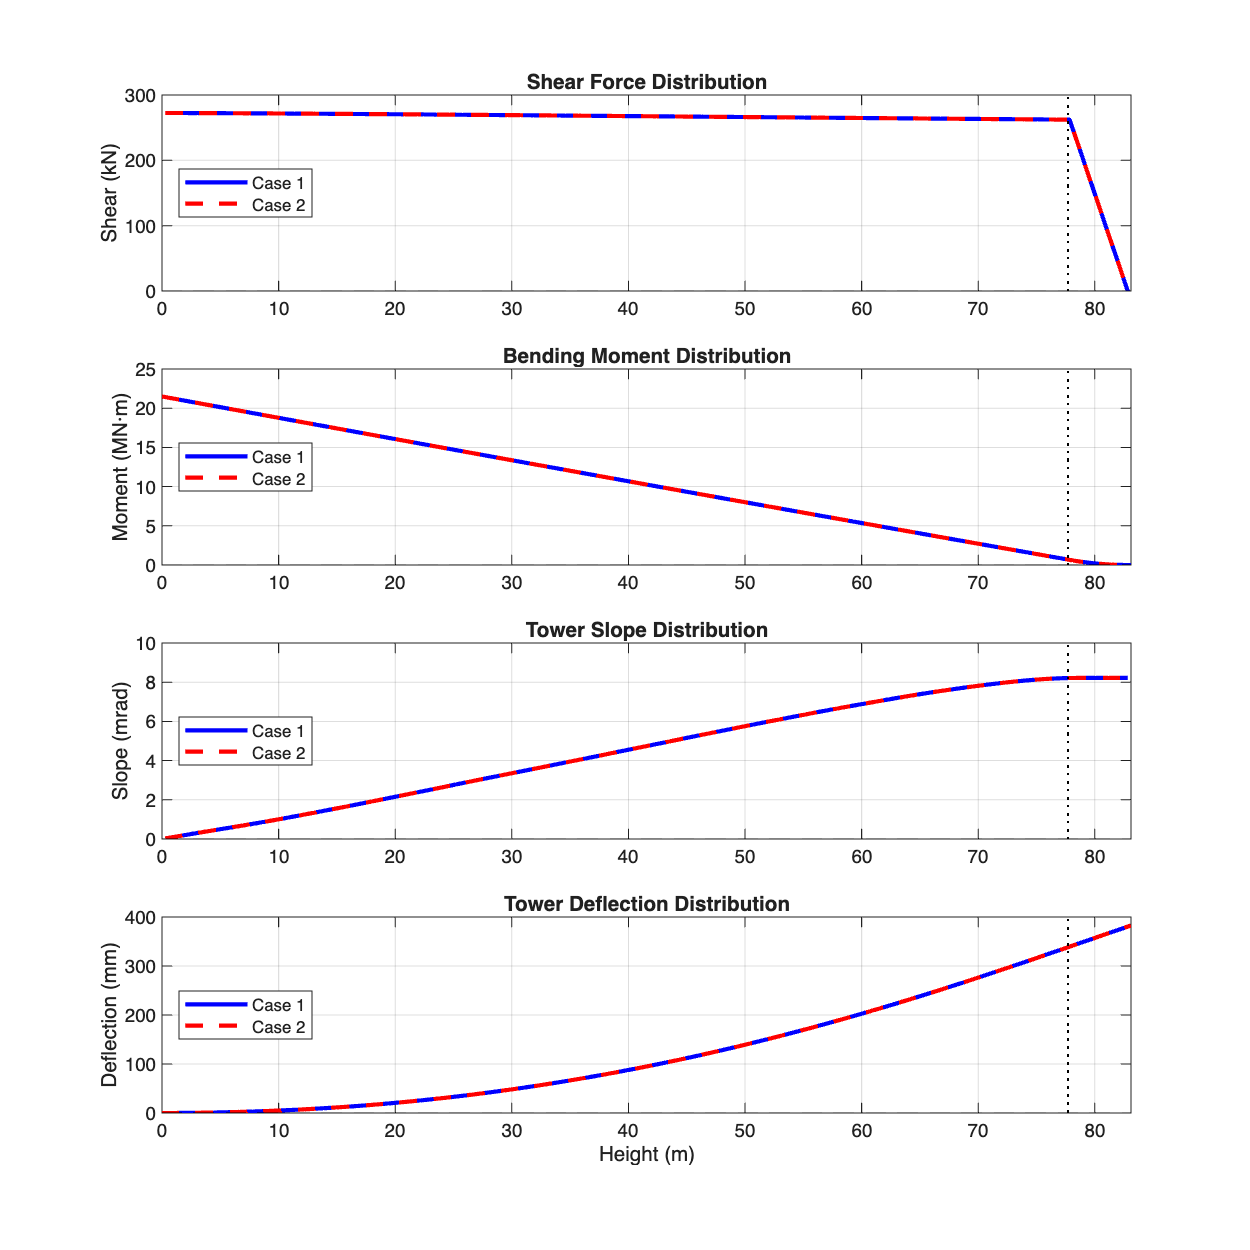 Shear Force Distribution
300
200
100
0
Shear (kN)
Case 1
Case 2
0 10 20 30 40 50 60 70 80
Bending Moment Distribution
25
20
15
10
5
0
Moment (MN·m)
Case 1
Case 2
0 10 20 30 40 50 60 70 80
Tower Slope Distribution
10
8
6
4
2
0
Slope (mrad)
Case 1
Case 2
0 10 20 30 40 50 60 70 80
Tower Deflection Distribution
400
300
200
100
0
Deflection (mm)
Case 1
Case 2
0 10 20 30 40 50 60 70 80
Height (m)